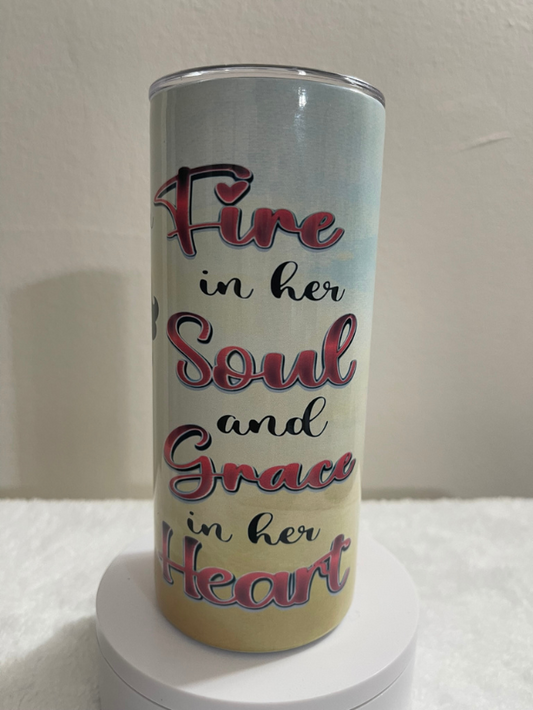 Fire
in her
Soul
and
Grace
in her
Heart